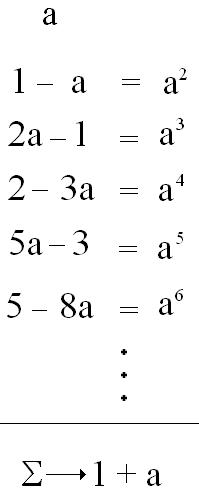 a
1 – a = a²
2a – 1 = a³
2 – 3a = a⁴
5a – 3 = a⁵
5 – 8a = a⁶
Σ⟶1 + a